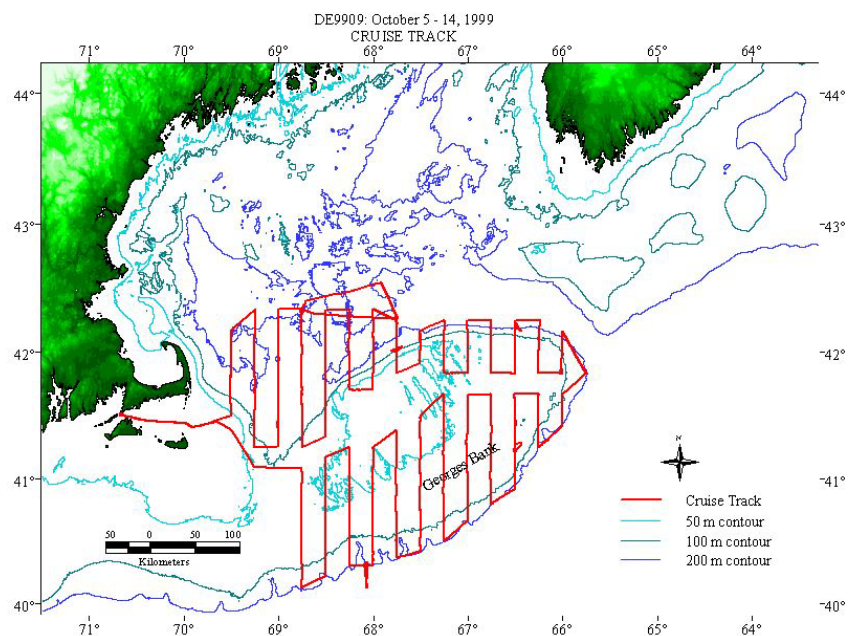 DE9909: October 5 - 14, 1999
CRUISE TRACK
71° 70° 69° 68° 67° 66° 65° 64°
44° 44°
43° 43°
42° 42°
41° 41°
Georges Bank
N
Cruise Track
50 m contour
100 m contour
200 m contour
50 0 50 100
Kilometers
40° 40°
71° 70° 69° 68° 67° 66° 65° 64°